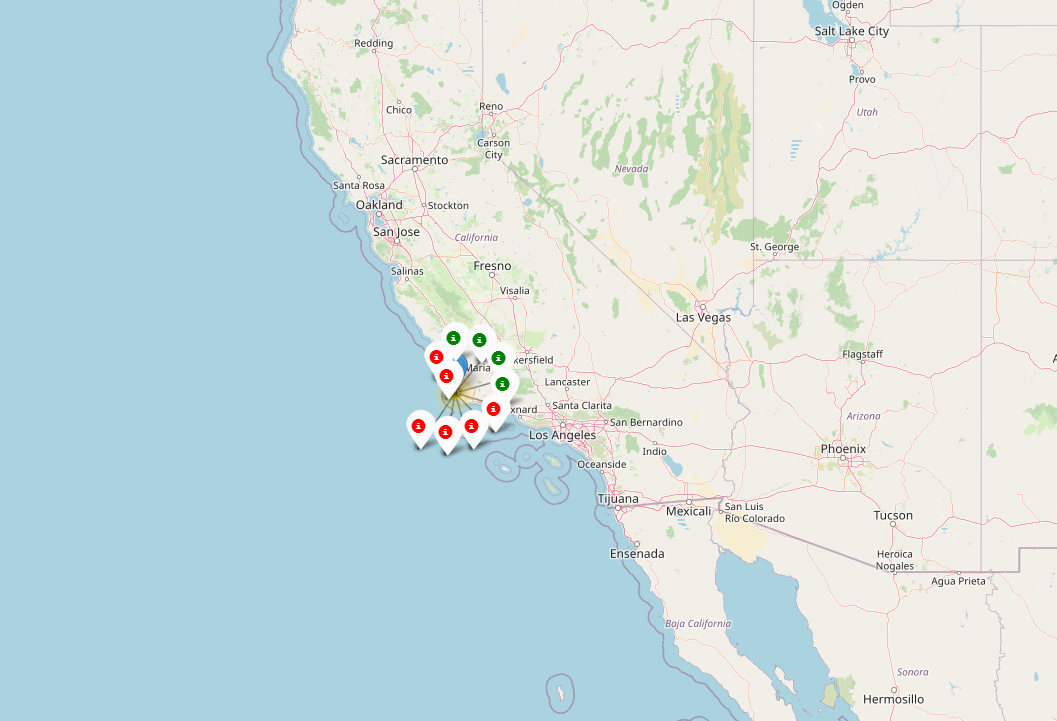 Ogden
Salt Lake City
Redding
Provo
Chico
Reno
Utah
Carson
City
Sacramento
Nevada
Santa Rosa
Oakland
Stockton
San Jose
California
St. George
Salinas
Fresno
Visalia
Las Vegas
Flagstaff
kersfield
Maria
Lancaster
xnard
Santa Clarita
Arizona
San Bernardino
Los Angeles
Indio
Phoenix
Oceanside
Tijuana
Mexicali
San Luis
Río Colorado
Tucson
Ensenada
Heroica
Nogales
Agua Prieta
Baja California
Sonora
Hermosillo